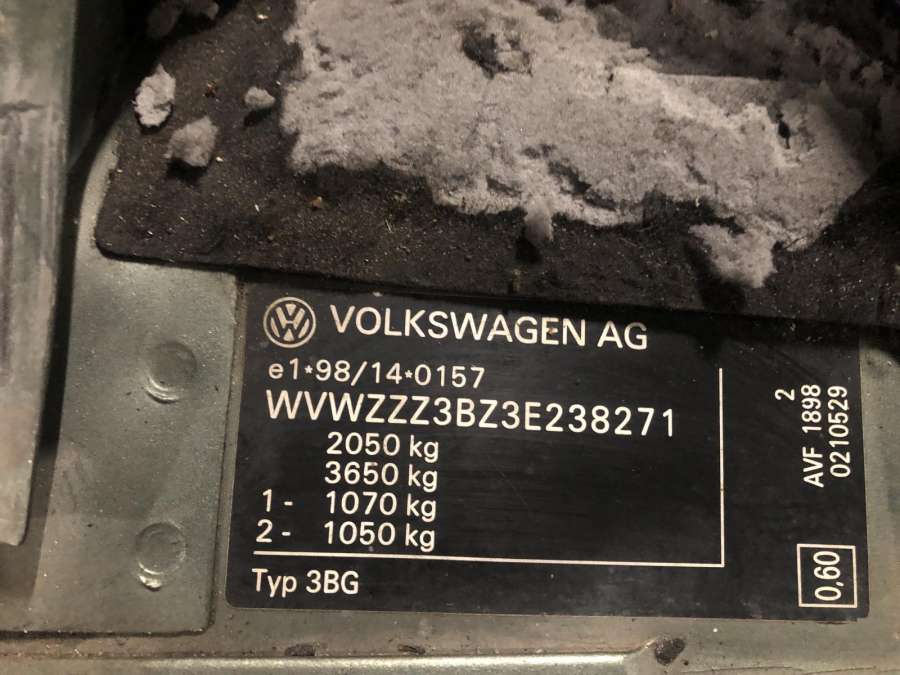 VOLKSWAGEN AG
e1*98/14*0157
WVWZZZ3BZ3E238271
2050 kg
3650 kg
1 - 1070 kg
2 - 1050 kg
Typ 3BG
2
AVF 1898
0210529
0,60